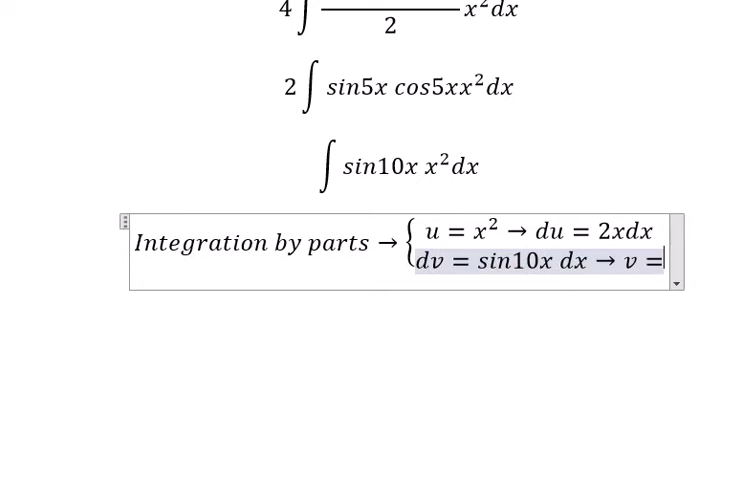 4 ∫ ———— x²dx
2
2 ∫ sin5x cos5xx²dx
∫ sin10x x²dx
Integration by parts → { u = x² → du = 2xdx
dv = sin10x dx → v =